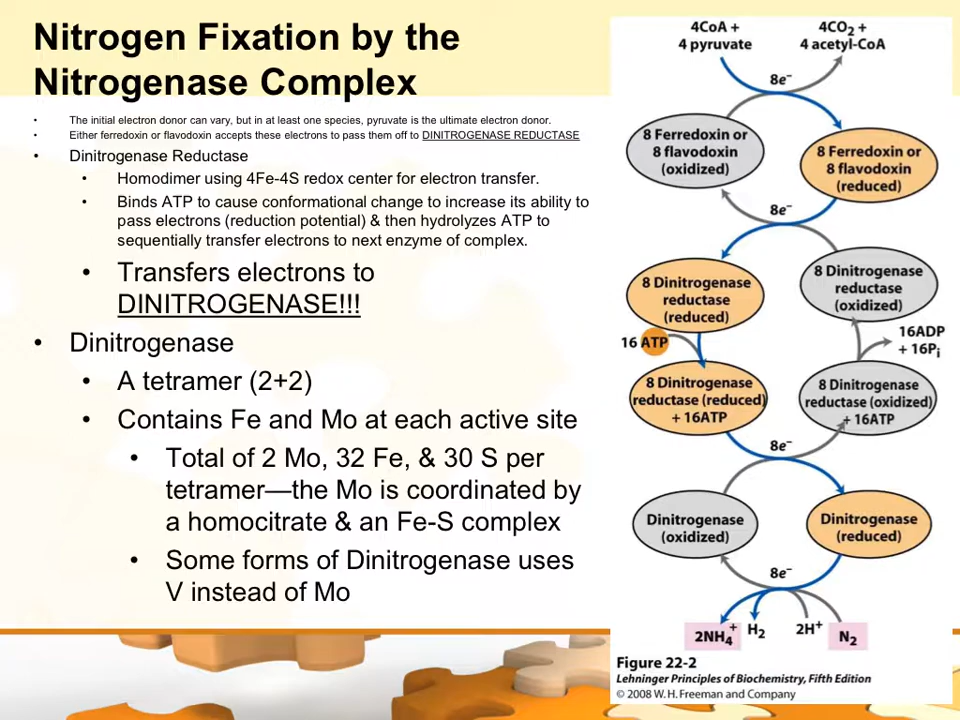 Nitrogen Fixation by the
Nitrogenase Complex
• The initial electron donor can vary, but in at least one species, pyruvate is the ultimate electron donor.
• Either ferredoxin or flavodoxin accepts these electrons to pass them off to DINITROGENASE REDUCTASE
• Dinitrogenase Reductase
• Homodimer using 4Fe-4S redox center for electron transfer.
• Binds ATP to cause conformational change to increase its ability to
pass electrons (reduction potential) & then hydrolyzes ATP to
sequentially transfer electrons to next enzyme of complex.
• Transfers electrons to
DINITROGENASE!!!
• Dinitrogenase
• A tetramer (2+2)
• Contains Fe and Mo at each active site
• Total of 2 Mo, 32 Fe, & 30 S per
tetramer—the Mo is coordinated by
a homocitrate & an Fe-S complex
• Some forms of Dinitrogenase uses
V instead of Mo
4CoA +
4 pyruvate
4CO₂ +
4 acetyl-CoA
8e⁻
8 Ferredoxin or
8 flavodoxin
(oxidized)
8 Ferredoxin or
8 flavodoxin
(reduced)
8e⁻
8 Dinitrogenase
reductase
(reduced)
8 Dinitrogenase
reductase
(oxidized)
16 ATP
16ADP
+ 16Pᵢ
8 Dinitrogenase
reductase (reduced)
+ 16ATP
8 Dinitrogenase
reductase (oxidized)
+ 16ATP
8e⁻
Dinitrogenase
(oxidized)
Dinitrogenase
(reduced)
8e⁻
2NH₄⁺ H₂ 2H⁺ N₂
Figure 22-2
Lehninger Principles of Biochemistry, Fifth Edition
© 2008 W. H. Freeman and Company